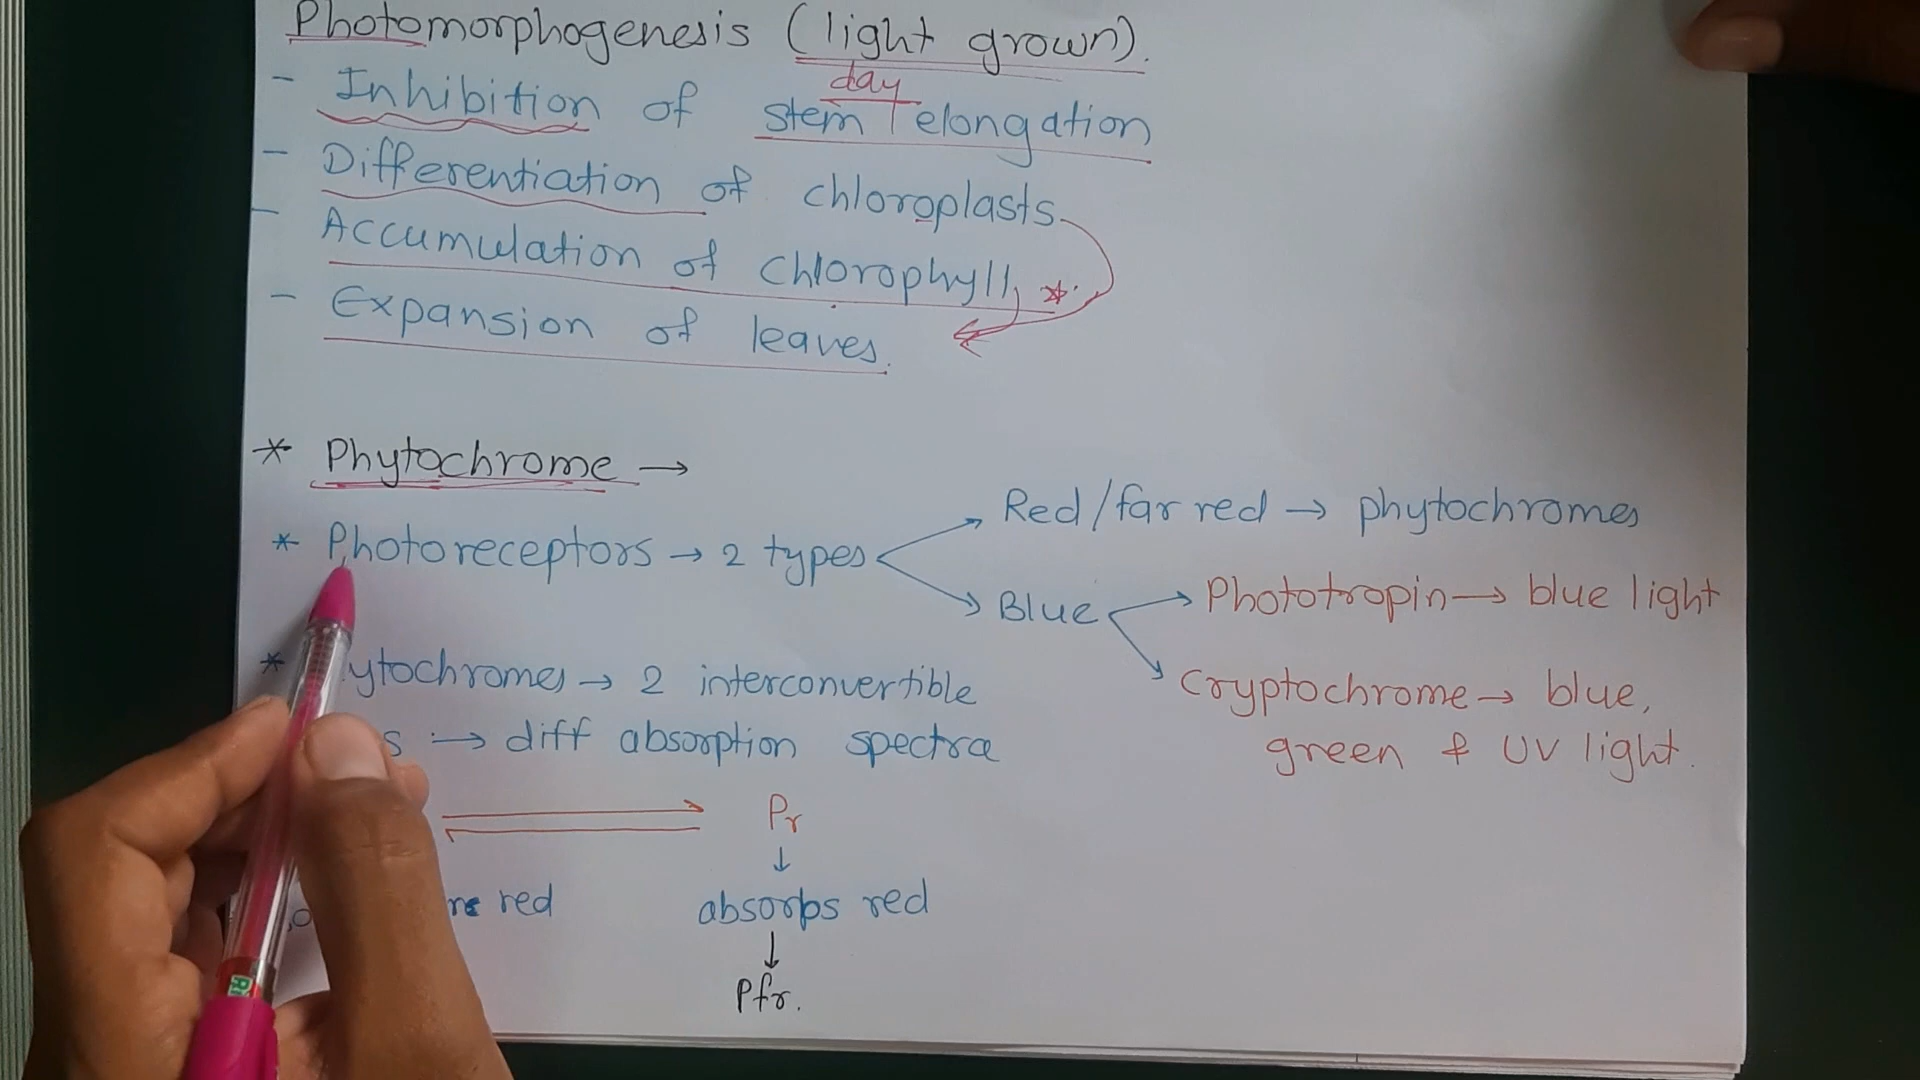 Photomorphogenesis (light grown).
day
- Inhibition of stem elongation
- Differentiation of chloroplasts
- Accumulation of chlorophyll *
- Expansion of leaves.
* Phytochrome →
* Photoreceptors → 2 types
Red/far red → phytochromes
Blue
Phototropin → blue light
Cryptochrome → blue,
green & UV light.
* ytochromes → 2 interconvertible
s → diff absorption spectra
Pr
↓
red
absorbs red
↓
Pfr.